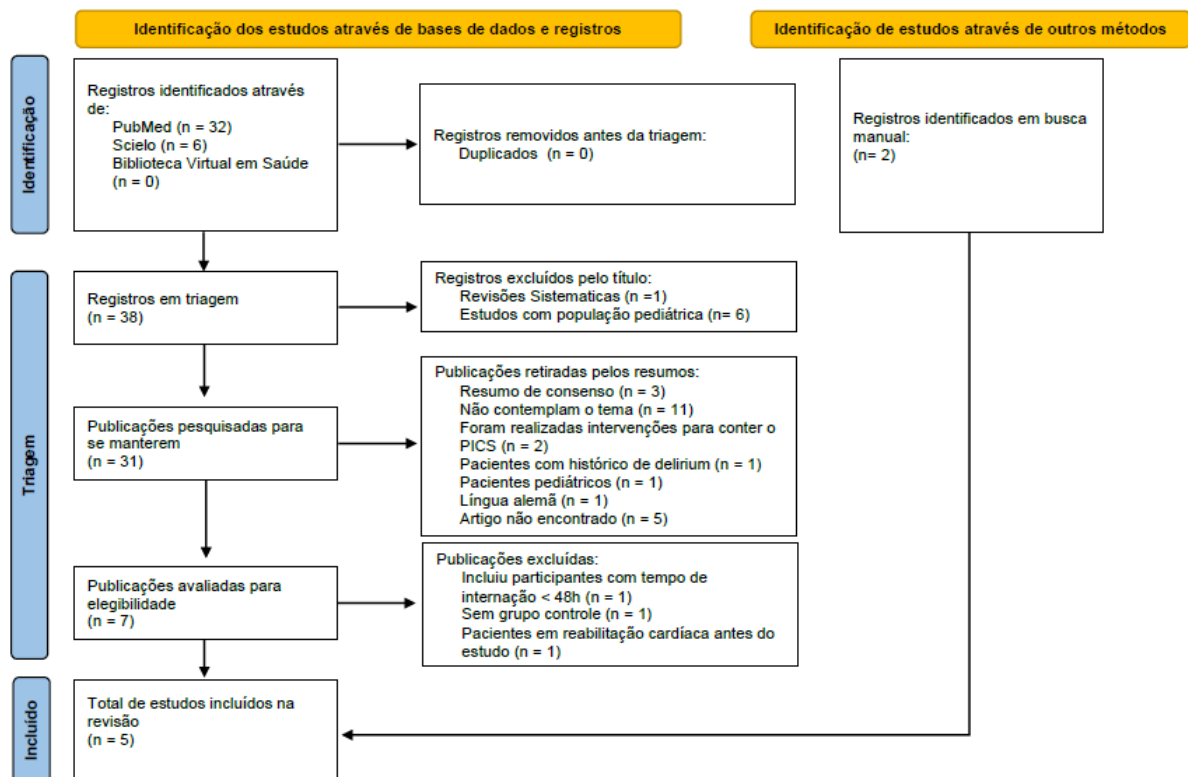 Identificação dos estudos através de bases de dados e registros
Identificação de estudos através de outros métodos
Identificação
Registros identificados através
de:
PubMed (n = 32)
Scielo (n = 6)
Biblioteca Virtual em Saúde
(n = 0)
Registros removidos antes da triagem:
Duplicados (n = 0)
Registros identificados em busca
manual:
(n= 2)
Triagem
Registros em triagem
(n = 38)
Registros excluídos pelo título:
Revisões Sistematicas (n =1)
Estudos com população pediátrica (n= 6)
Publicações pesquisadas para
se manterem
(n = 31)
Publicações retiradas pelos resumos:
Resumo de consenso (n = 3)
Não contemplam o tema (n = 11)
Foram realizadas intervenções para conter o
PICS (n = 2)
Pacientes com histórico de delirium (n = 1)
Pacientes pediátricos (n = 1)
Língua alemã (n = 1)
Artigo não encontrado (n = 5)
Publicações avaliadas para
elegibilidade
(n = 7)
Publicações excluídas:
Incluiu participantes com tempo de
internação < 48h (n = 1)
Sem grupo controle (n = 1)
Pacientes em reabilitação cardíaca antes do
estudo (n = 1)
Incluído
Total de estudos incluídos na
revisão
(n = 5)